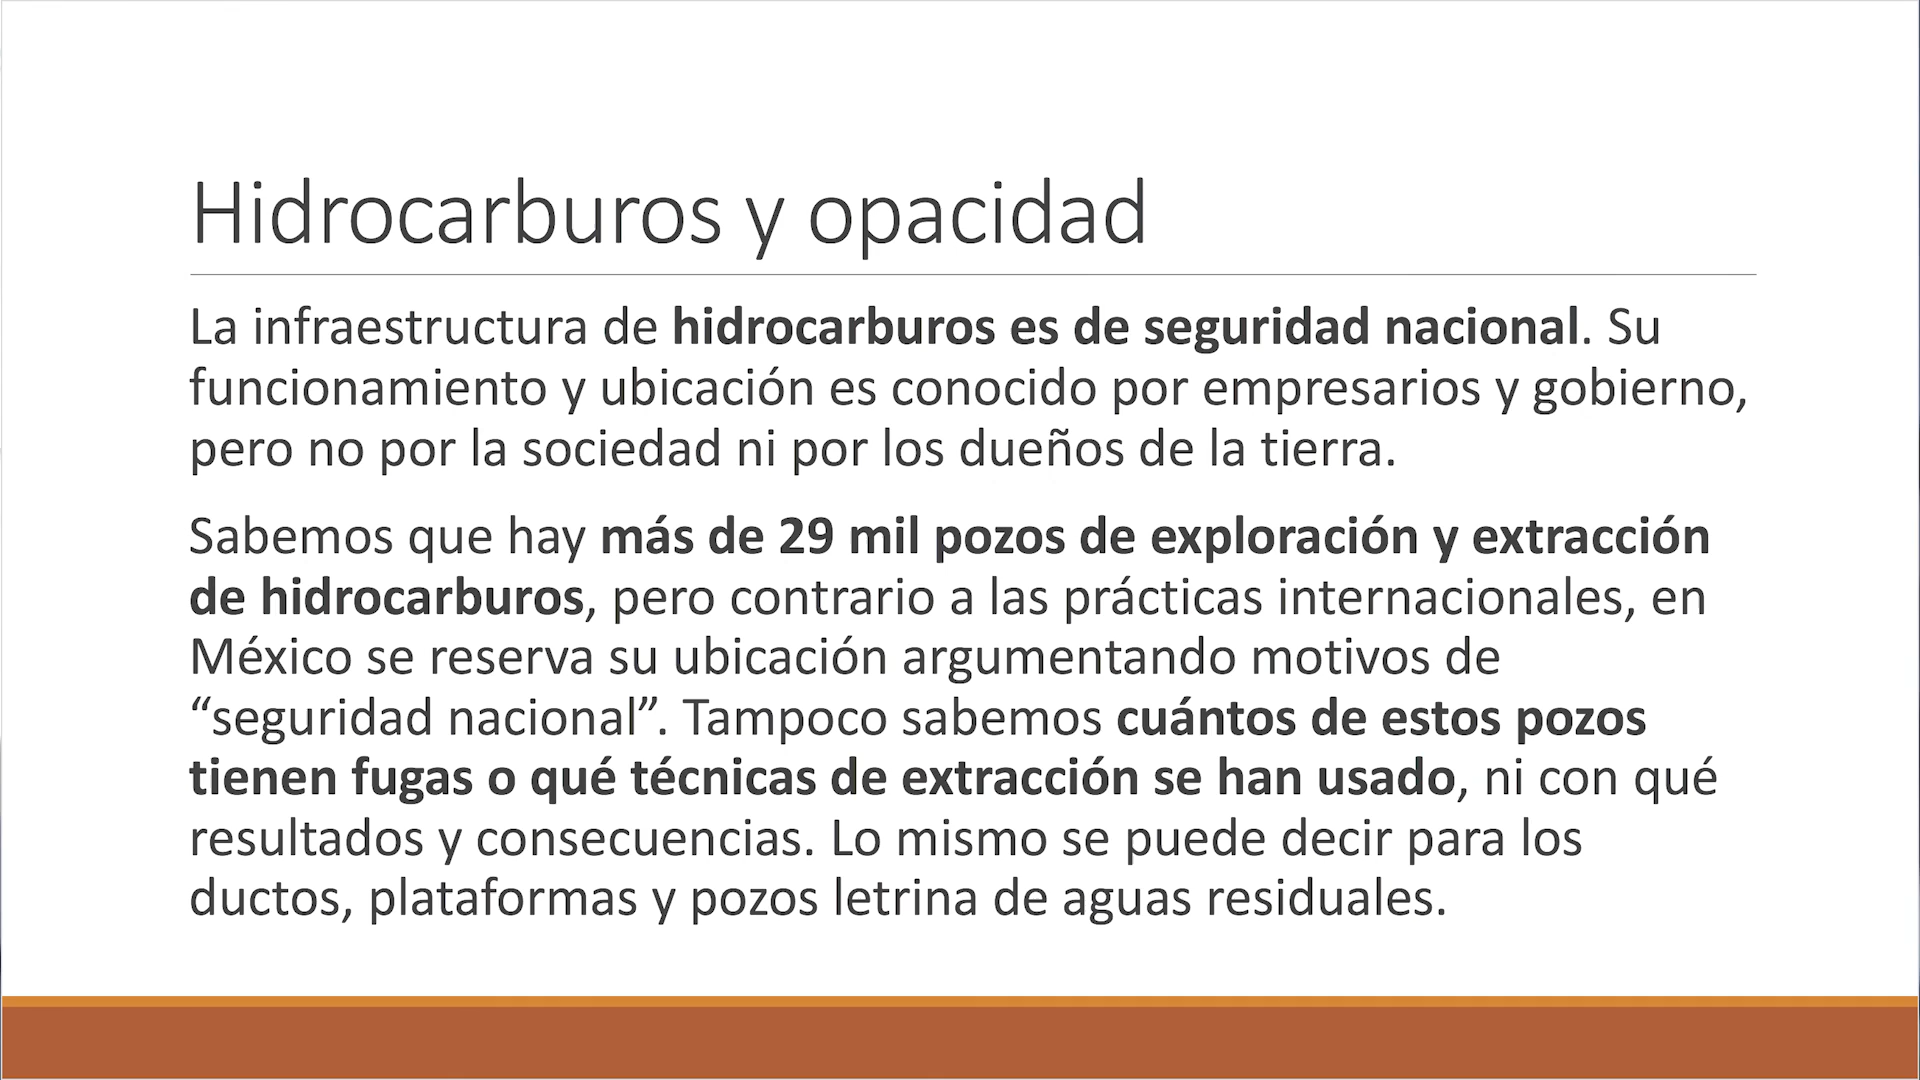 Hidrocarburos y opacidad
La infraestructura de hidrocarburos es de seguridad nacional. Su
funcionamiento y ubicación es conocido por empresarios y gobierno,
pero no por la sociedad ni por los dueños de la tierra.
Sabemos que hay más de 29 mil pozos de exploración y extracción
de hidrocarburos, pero contrario a las prácticas internacionales, en
México se reserva su ubicación argumentando motivos de
“seguridad nacional”. Tampoco sabemos cuántos de estos pozos
tienen fugas o qué técnicas de extracción se han usado, ni con qué
resultados y consecuencias. Lo mismo se puede decir para los
ductos, plataformas y pozos letrina de aguas residuales.